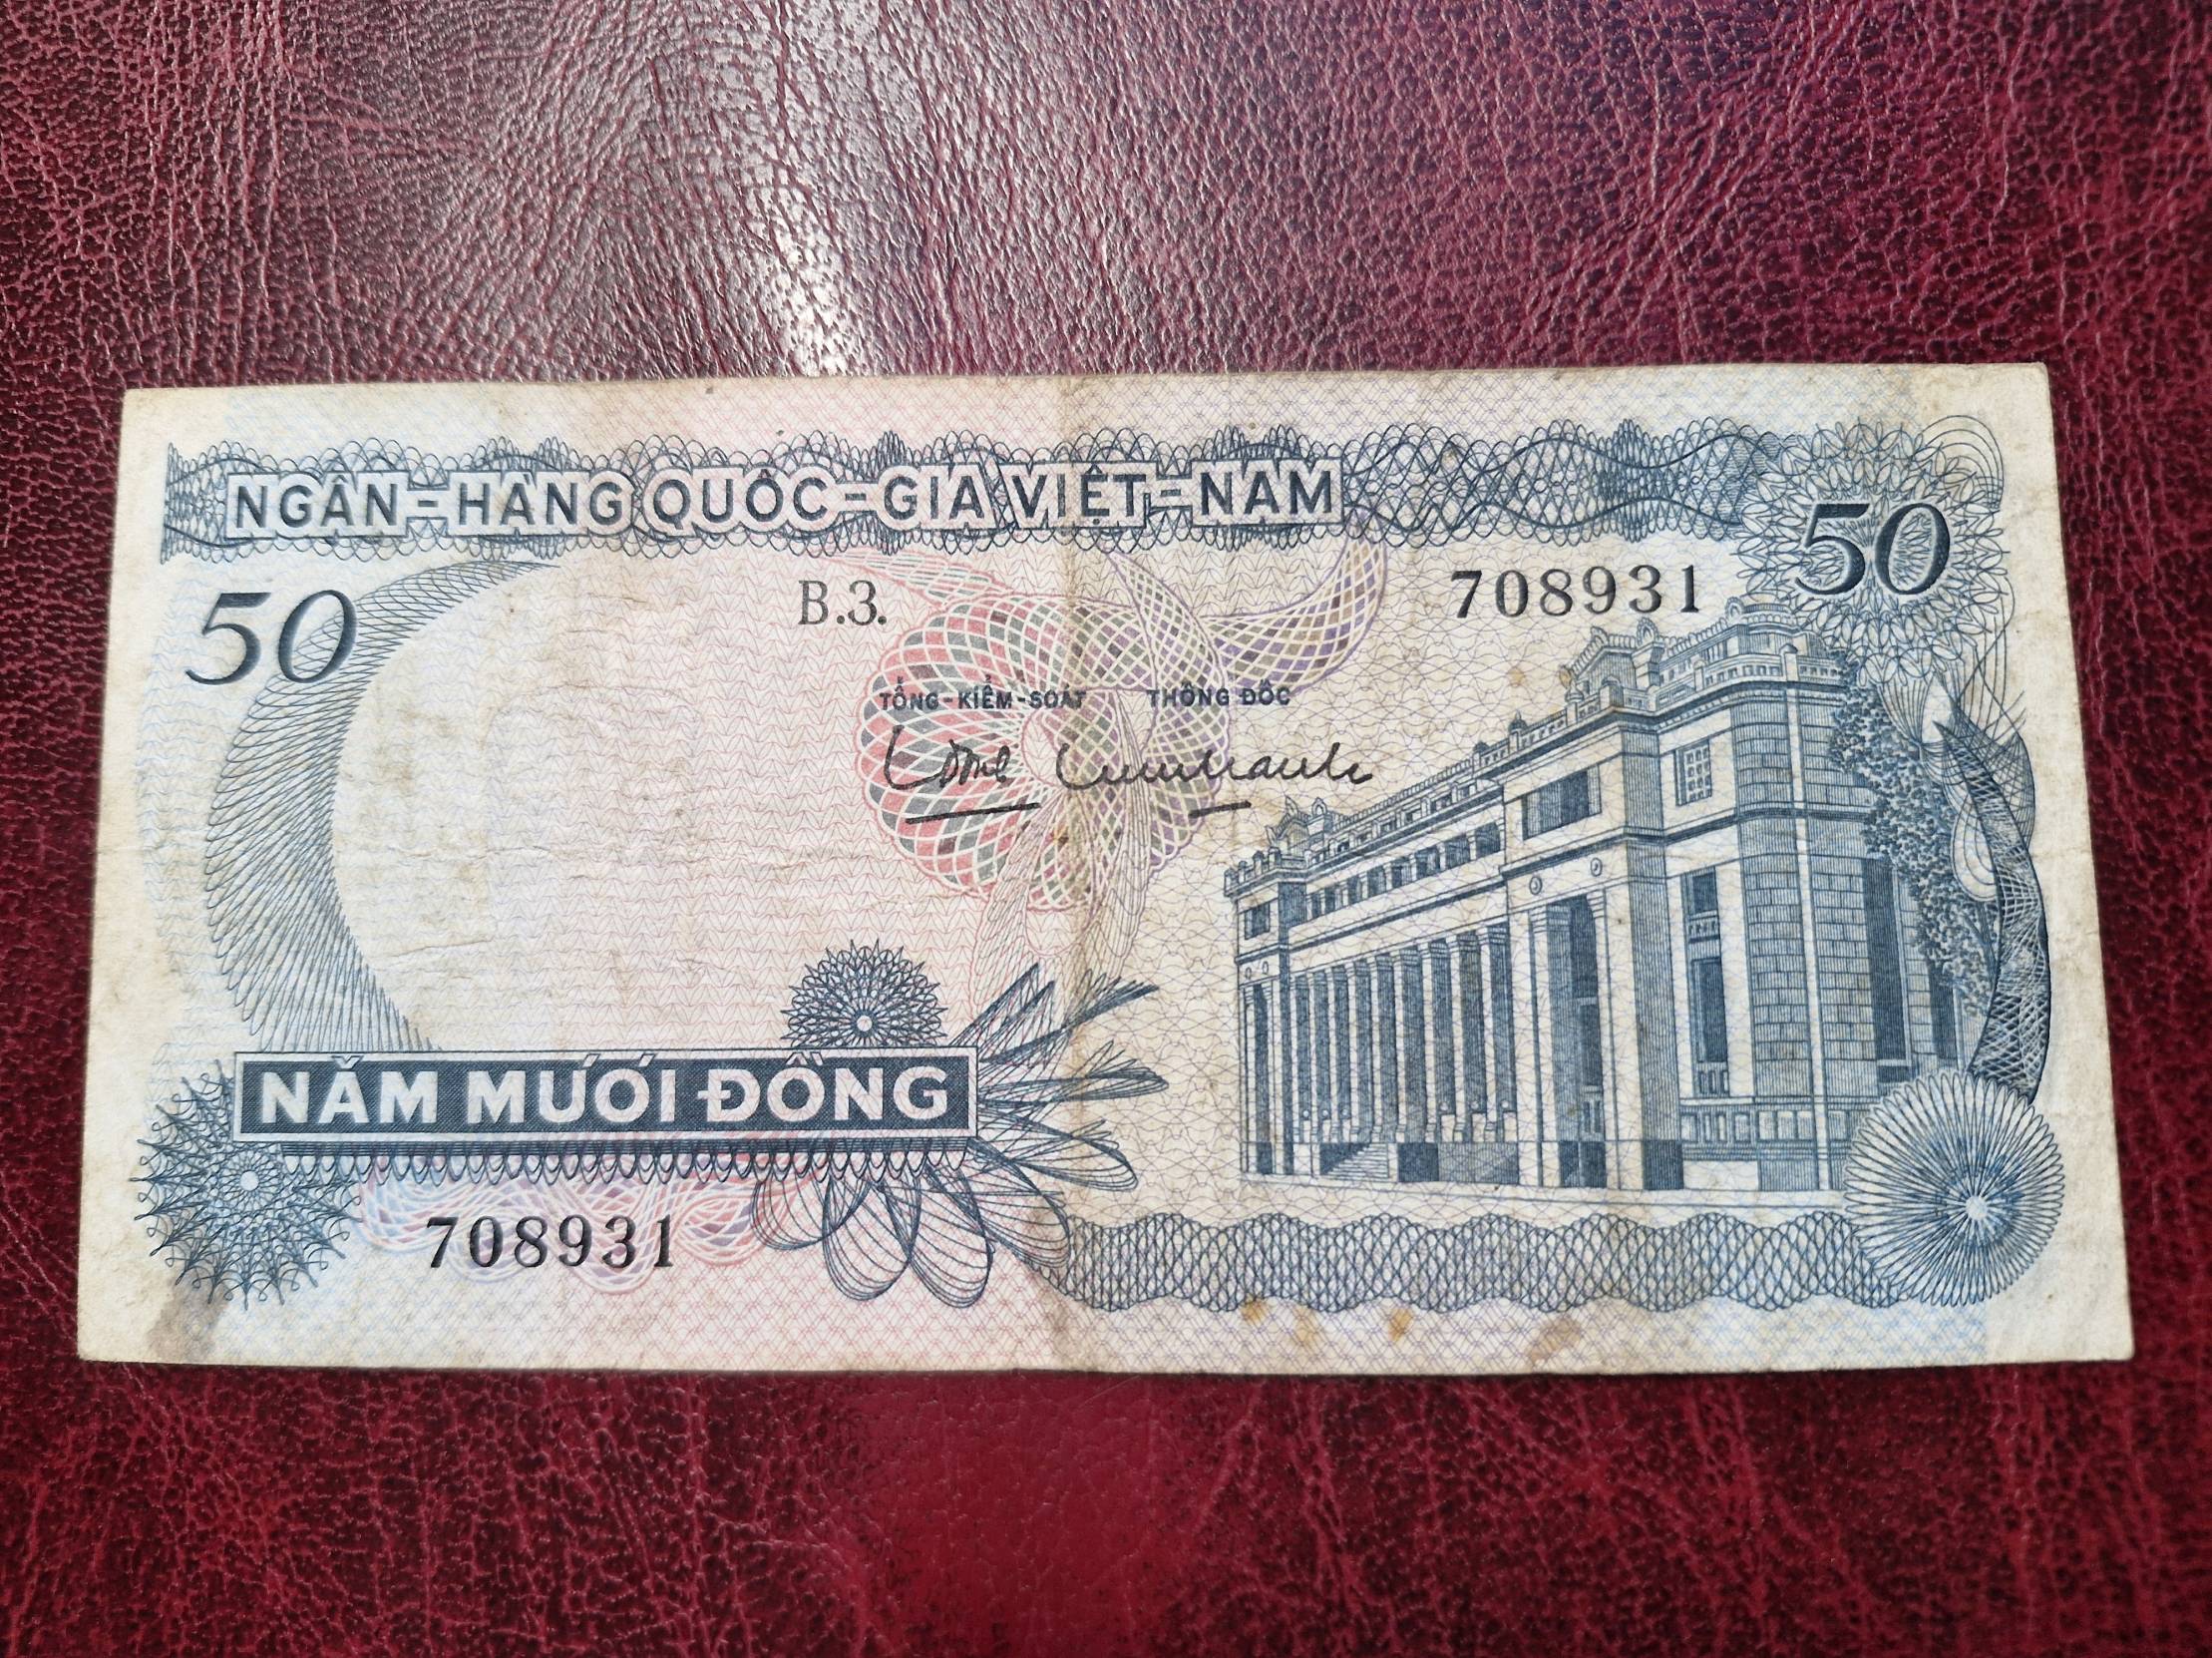 NGÂN-HÀNG QUỐC-GIA VIỆT-NAM
50
50
B.3.
708931
TỔNG-KIỂM-SOÁT
THỐNG ĐỐC
NĂM MƯƠI ĐỒNG
708931